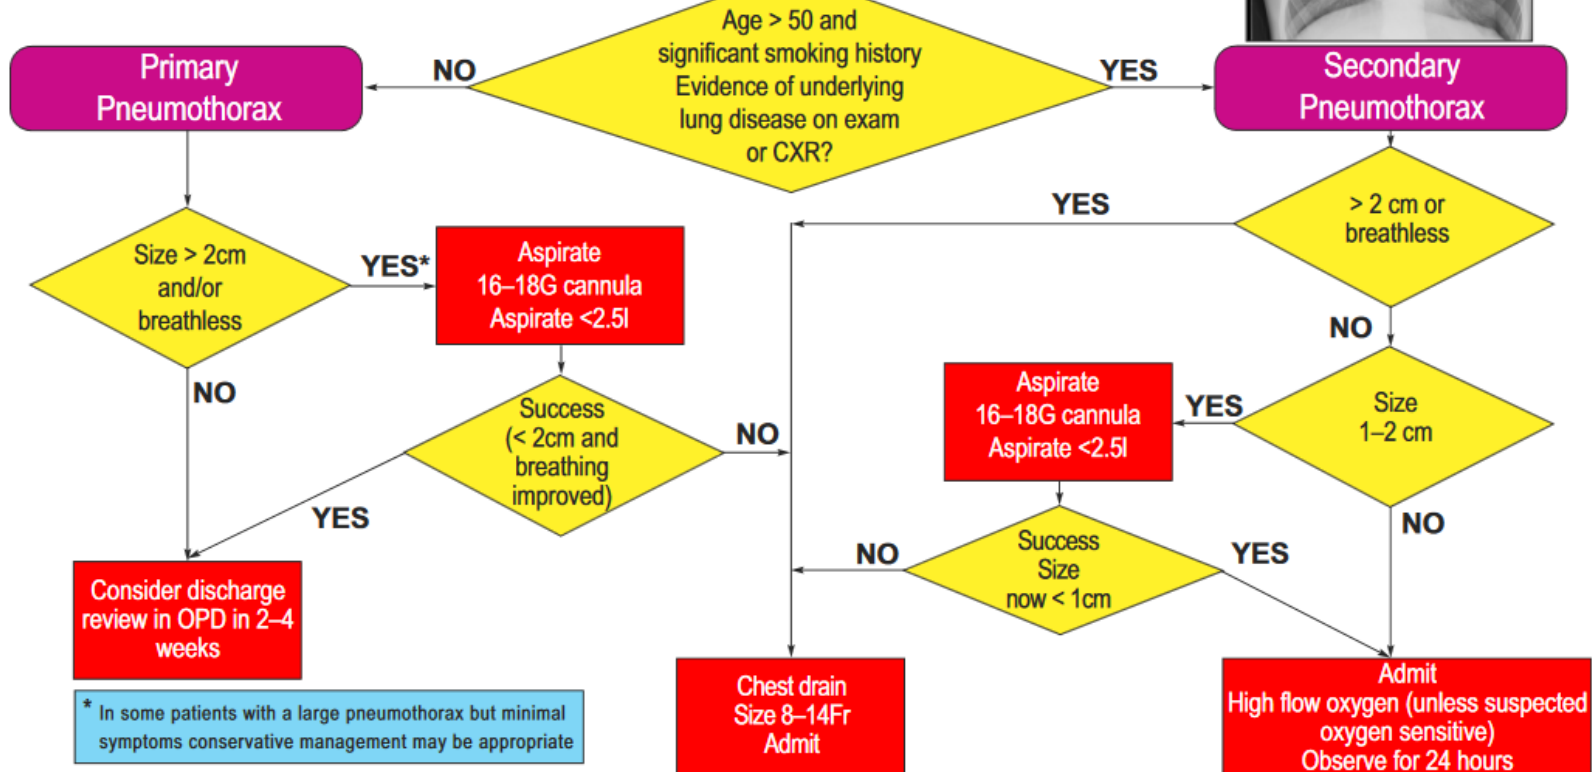 Age > 50 and
significant smoking history
Evidence of underlying
lung disease on exam
or CXR?
NO
YES
Primary
Pneumothorax
Secondary
Pneumothorax
Size > 2cm
and/or
breathless
YES*
NO
Aspirate
16–18G cannula
Aspirate <2.5l
Success
(< 2cm and
breathing
improved)
YES
NO
> 2 cm or
breathless
YES
NO
Size
1–2 cm
YES
NO
Aspirate
16–18G cannula
Aspirate <2.5l
Success
Size
now < 1cm
NO
YES
Consider discharge
review in OPD in 2–4
weeks
Chest drain
Size 8–14Fr
Admit
Admit
High flow oxygen (unless suspected
oxygen sensitive)
Observe for 24 hours
* In some patients with a large pneumothorax but minimal
symptoms conservative management may be appropriate